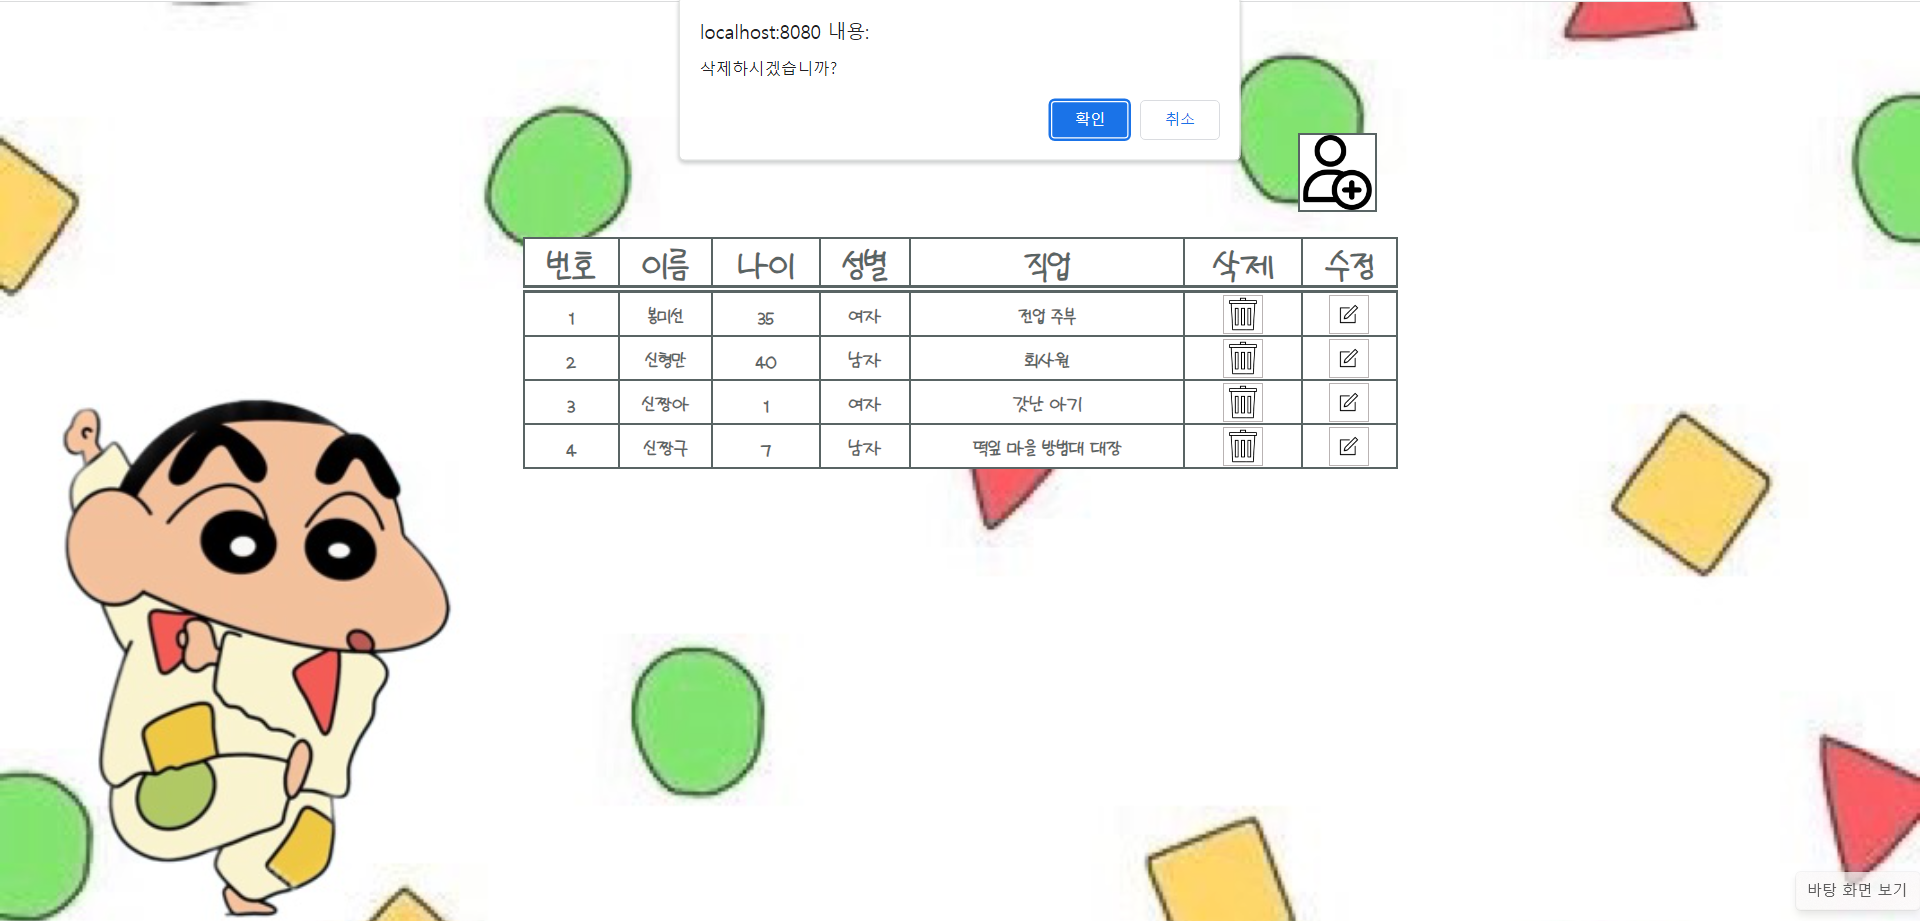 localhost:8080 내용:
삭제하시겠습니까?
확인 취소
번호 이름 나이 성별 직업 삭제 수정
1 봉미선 35 여자 전업 주부
2 신형만 40 남자 회사원
3 신짱아 1 여자 갓난 아기
4 신짱구 7 남자 떡잎 마을 방범대 대장
바탕 화면 보기